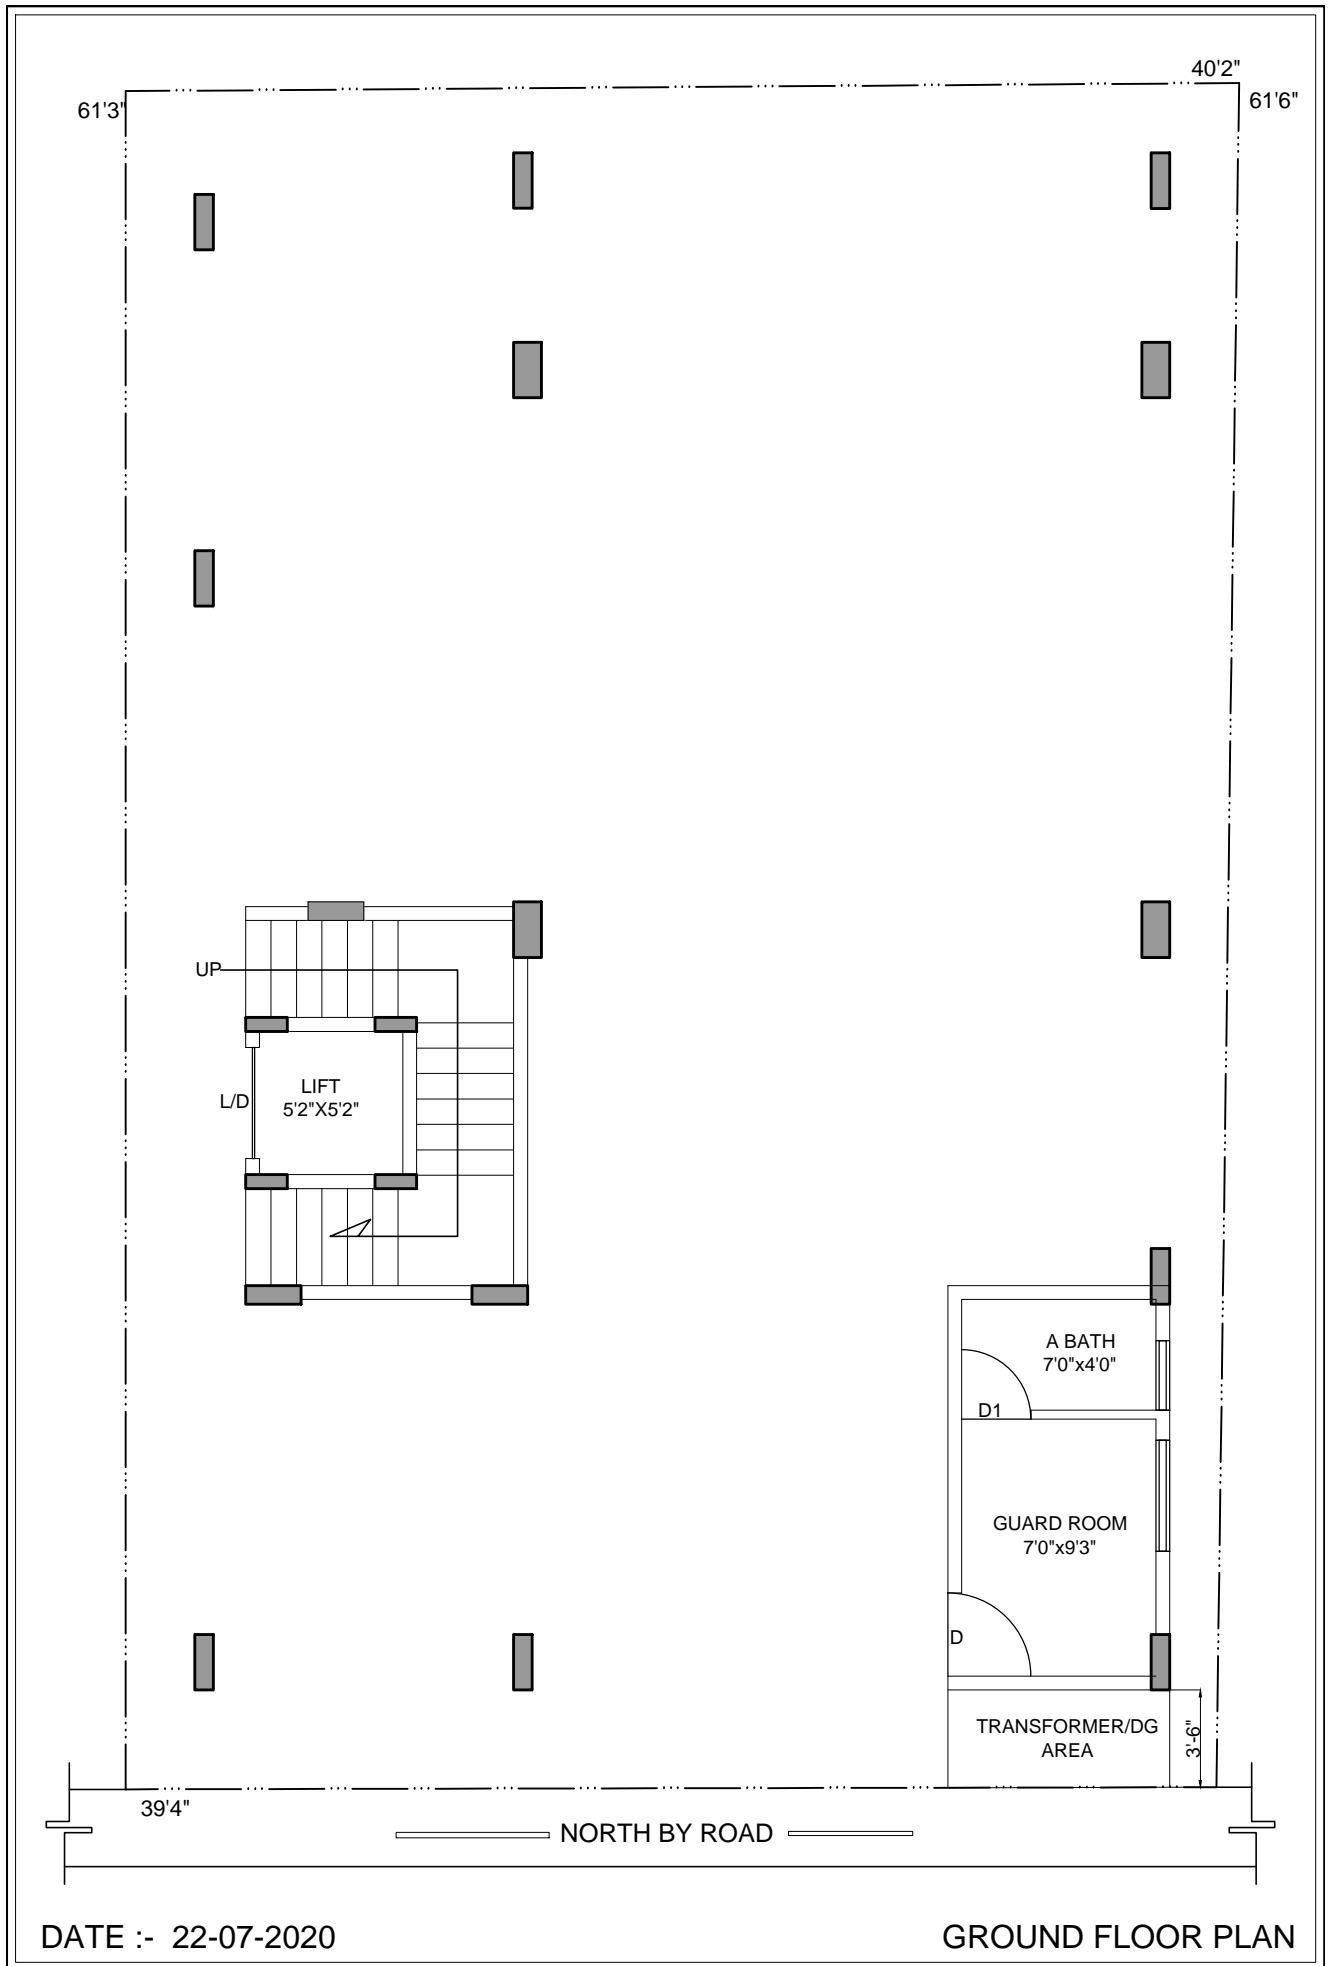 40'2"
61'3"
61'6"
UP
LIFT
5'2"X5'2"
L/D
A BATH
7'0"x4'0"
D1
GUARD ROOM
7'0"x9'3"
D
TRANSFORMER/DG
AREA
3'-6"
39'4"
NORTH BY ROAD
DATE :- 22-07-2020
GROUND FLOOR PLAN